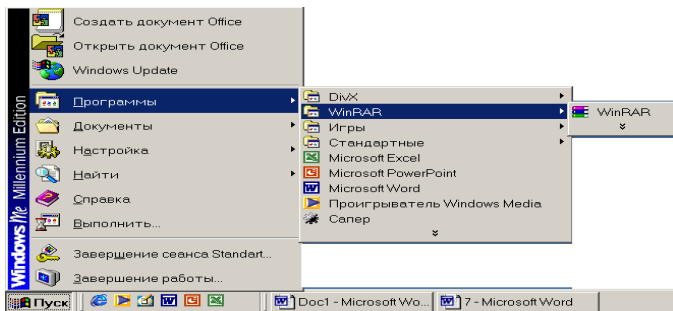 Создать документ Office
Открыть документ Office
Windows Update
Программы
Документы
Настройка
Найти
Справка
Выполнить...
Завершение сеанса Standart...
Завершение работы...
Windows Me Millennium Edition
DivX
WinRAR
Игры
Стандартные
Microsoft Excel
Microsoft PowerPoint
Microsoft Word
Проигрыватель Windows Media
Сапер
WinRAR
Пуск
Doc1 - Microsoft Wo...
7 - Microsoft Word